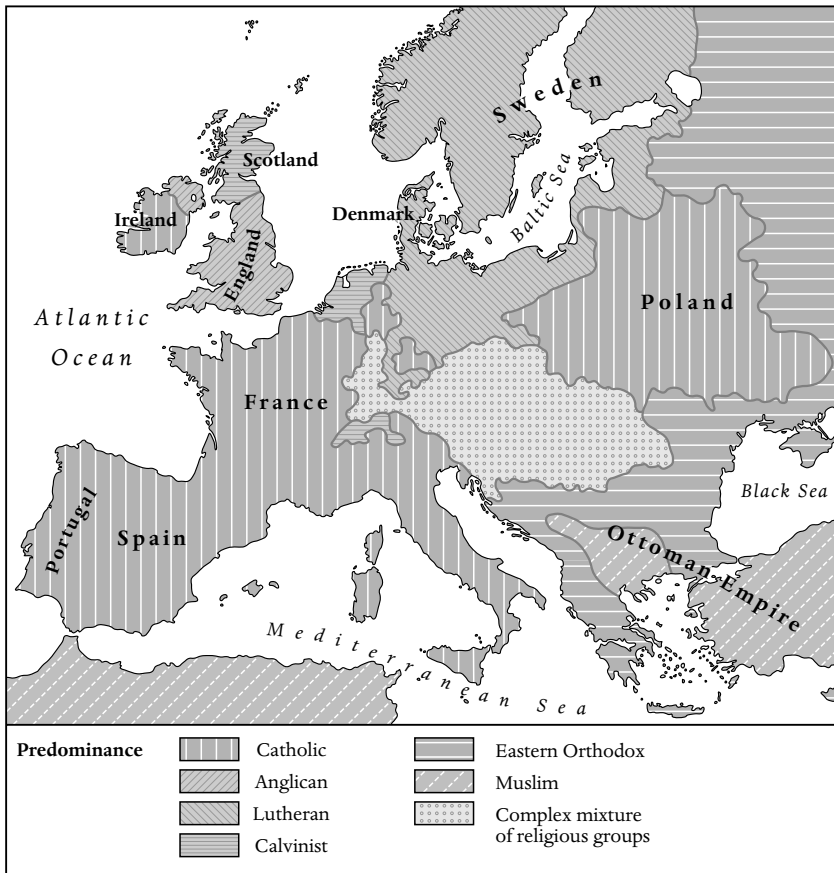 Sweden
Scotland
Baltic Sea
Ireland
Denmark
England
Atlantic
Ocean
Poland
France
Black Sea
Portugal
Spain
Ottoman Empire
Mediterranean Sea
Predominance
Catholic
Anglican
Lutheran
Calvinist
Eastern Orthodox
Muslim
Complex mixture
of religious groups